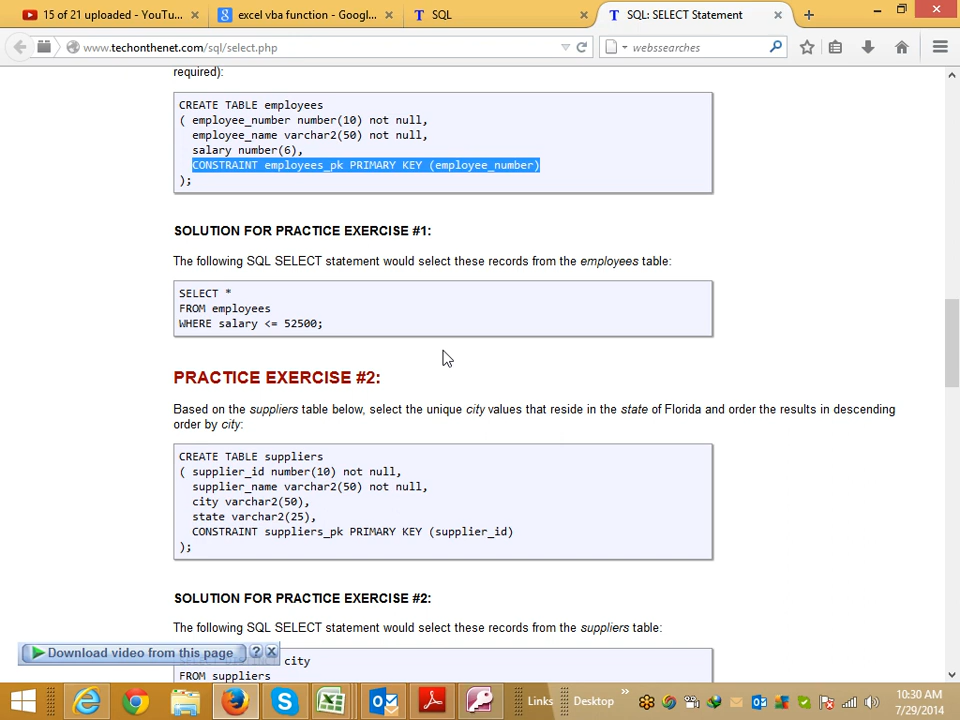 15 of 21 uploaded - YouTu...
excel vba function - Googl...
SQL
SQL: SELECT Statement
www.techonthenet.com/sql/select.php
webssearches
required):
CREATE TABLE employees
( employee_number number(10) not null,
employee_name varchar2(50) not null,
salary number(6),
CONSTRAINT employees_pk PRIMARY KEY (employee_number)
);
SOLUTION FOR PRACTICE EXERCISE #1:
The following SQL SELECT statement would select these records from the employees table:
SELECT *
FROM employees
WHERE salary <= 52500;
PRACTICE EXERCISE #2:
Based on the suppliers table below, select the unique city values that reside in the state of Florida and order the results in descending
order by city:
CREATE TABLE suppliers
( supplier_id number(10) not null,
supplier_name varchar2(50) not null,
city varchar2(50),
state varchar2(25),
CONSTRAINT suppliers_pk PRIMARY KEY (supplier_id)
);
SOLUTION FOR PRACTICE EXERCISE #2:
The following SQL SELECT statement would select these records from the suppliers table:
Download video from this page ?
city
FROM suppliers
Links
Desktop
10:30 AM
7/29/2014